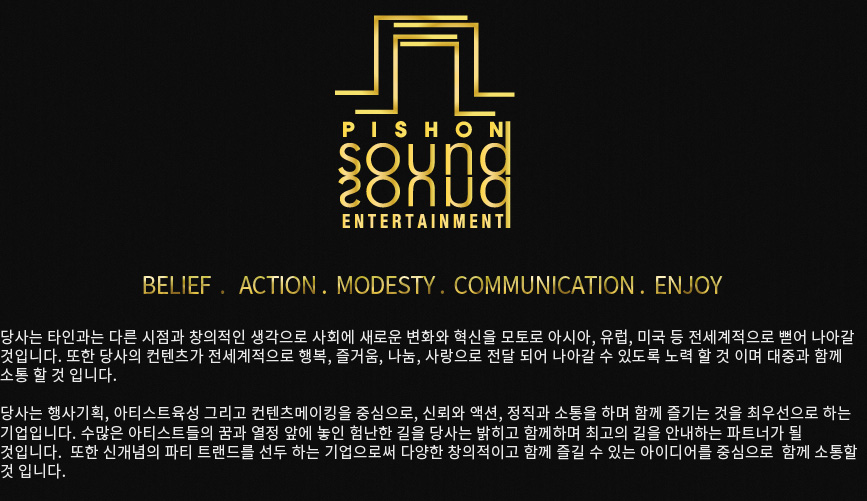 PISHON
sound
ENTERTAINMENT
BELIEF . ACTION . MODESTY . COMMUNICATION . ENJOY
당사는 타인과는 다른 시점과 창의적인 생각으로 사회에 새로운 변화와 혁신을 모토로 아시아, 유럽, 미국 등 전세계적으로 뻗어 나아갈
것입니다. 또한 당사의 컨텐츠가 전세계적으로 행복, 즐거움, 나눔, 사랑으로 전달 되어 나아갈 수 있도록 노력 할 것 이며 대중과 함께
소통 할 것 입니다.
당사는 행사기획, 아티스트육성 그리고 컨텐츠메이킹을 중심으로, 신뢰와 액션, 정직과 소통을 하며 함께 즐기는 것을 최우선으로 하는
기업입니다. 수많은 아티스트들의 꿈과 열정 앞에 놓인 험난한 길을 당사는 밝히고 함께하며 최고의 길을 안내하는 파트너가 될
것입니다. 또한 신개념의 파티 트랜드를 선두 하는 기업으로써 다양한 창의적이고 함께 즐길 수 있는 아이디어를 중심으로 함께 소통할
것 입니다.